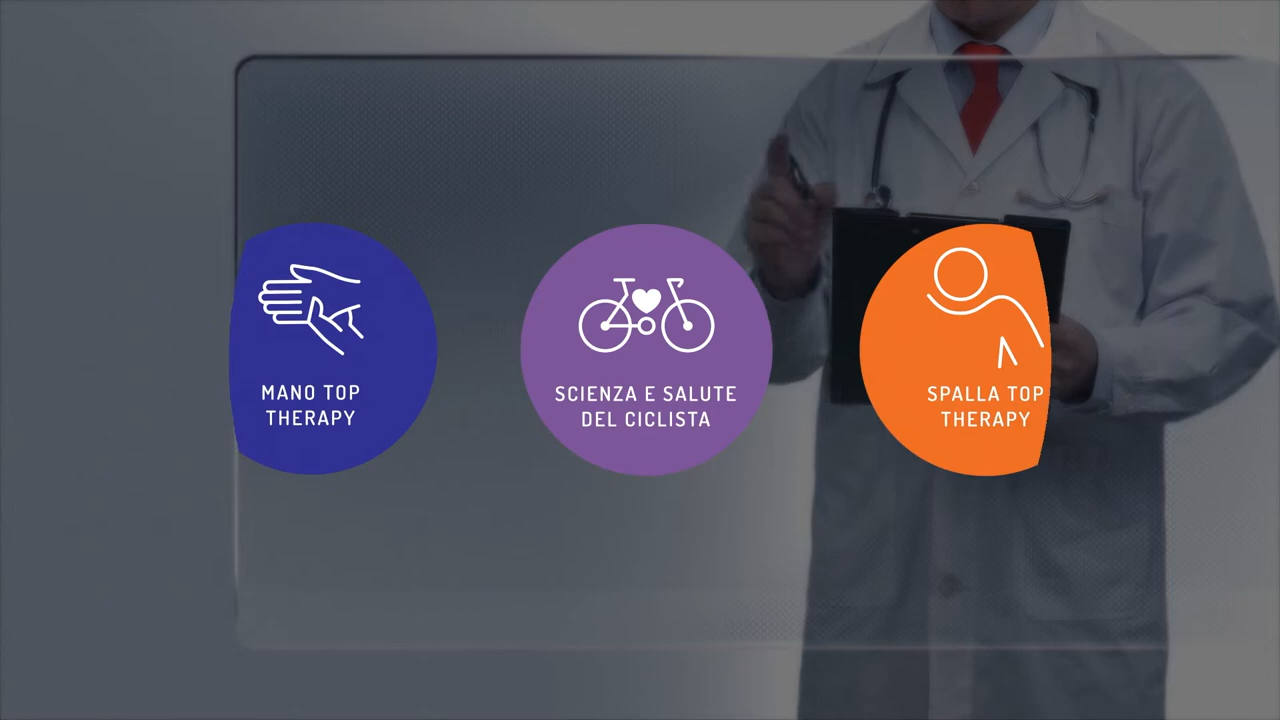 MANO TOP
THERAPY
SCIENZA E SALUTE
DEL CICLISTA
SPALLA TOP
THERAPY